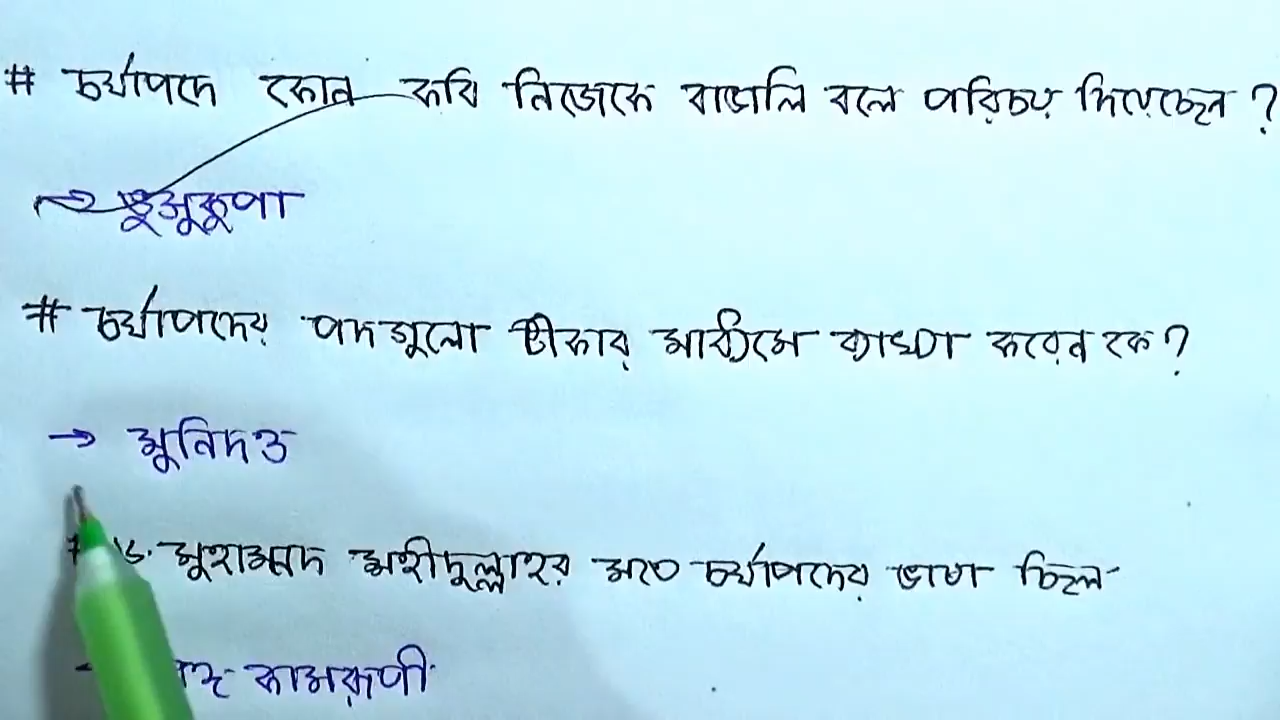 # চর্যাপদে কোন কবি নিজেকে বাঙালি বলে পরিচয় দিয়েছেন ?
→ ভুসুকুপা
# চর্যাপদের পদগুলো টীকার মাধ্যমে ব্যাখ্যা করেন কে ?
→ মুনিদত্ত
# ড. মুহাম্মদ শহীদুল্লাহর মতে চর্যাপদের ভাষা ছিল-
কামরূপী